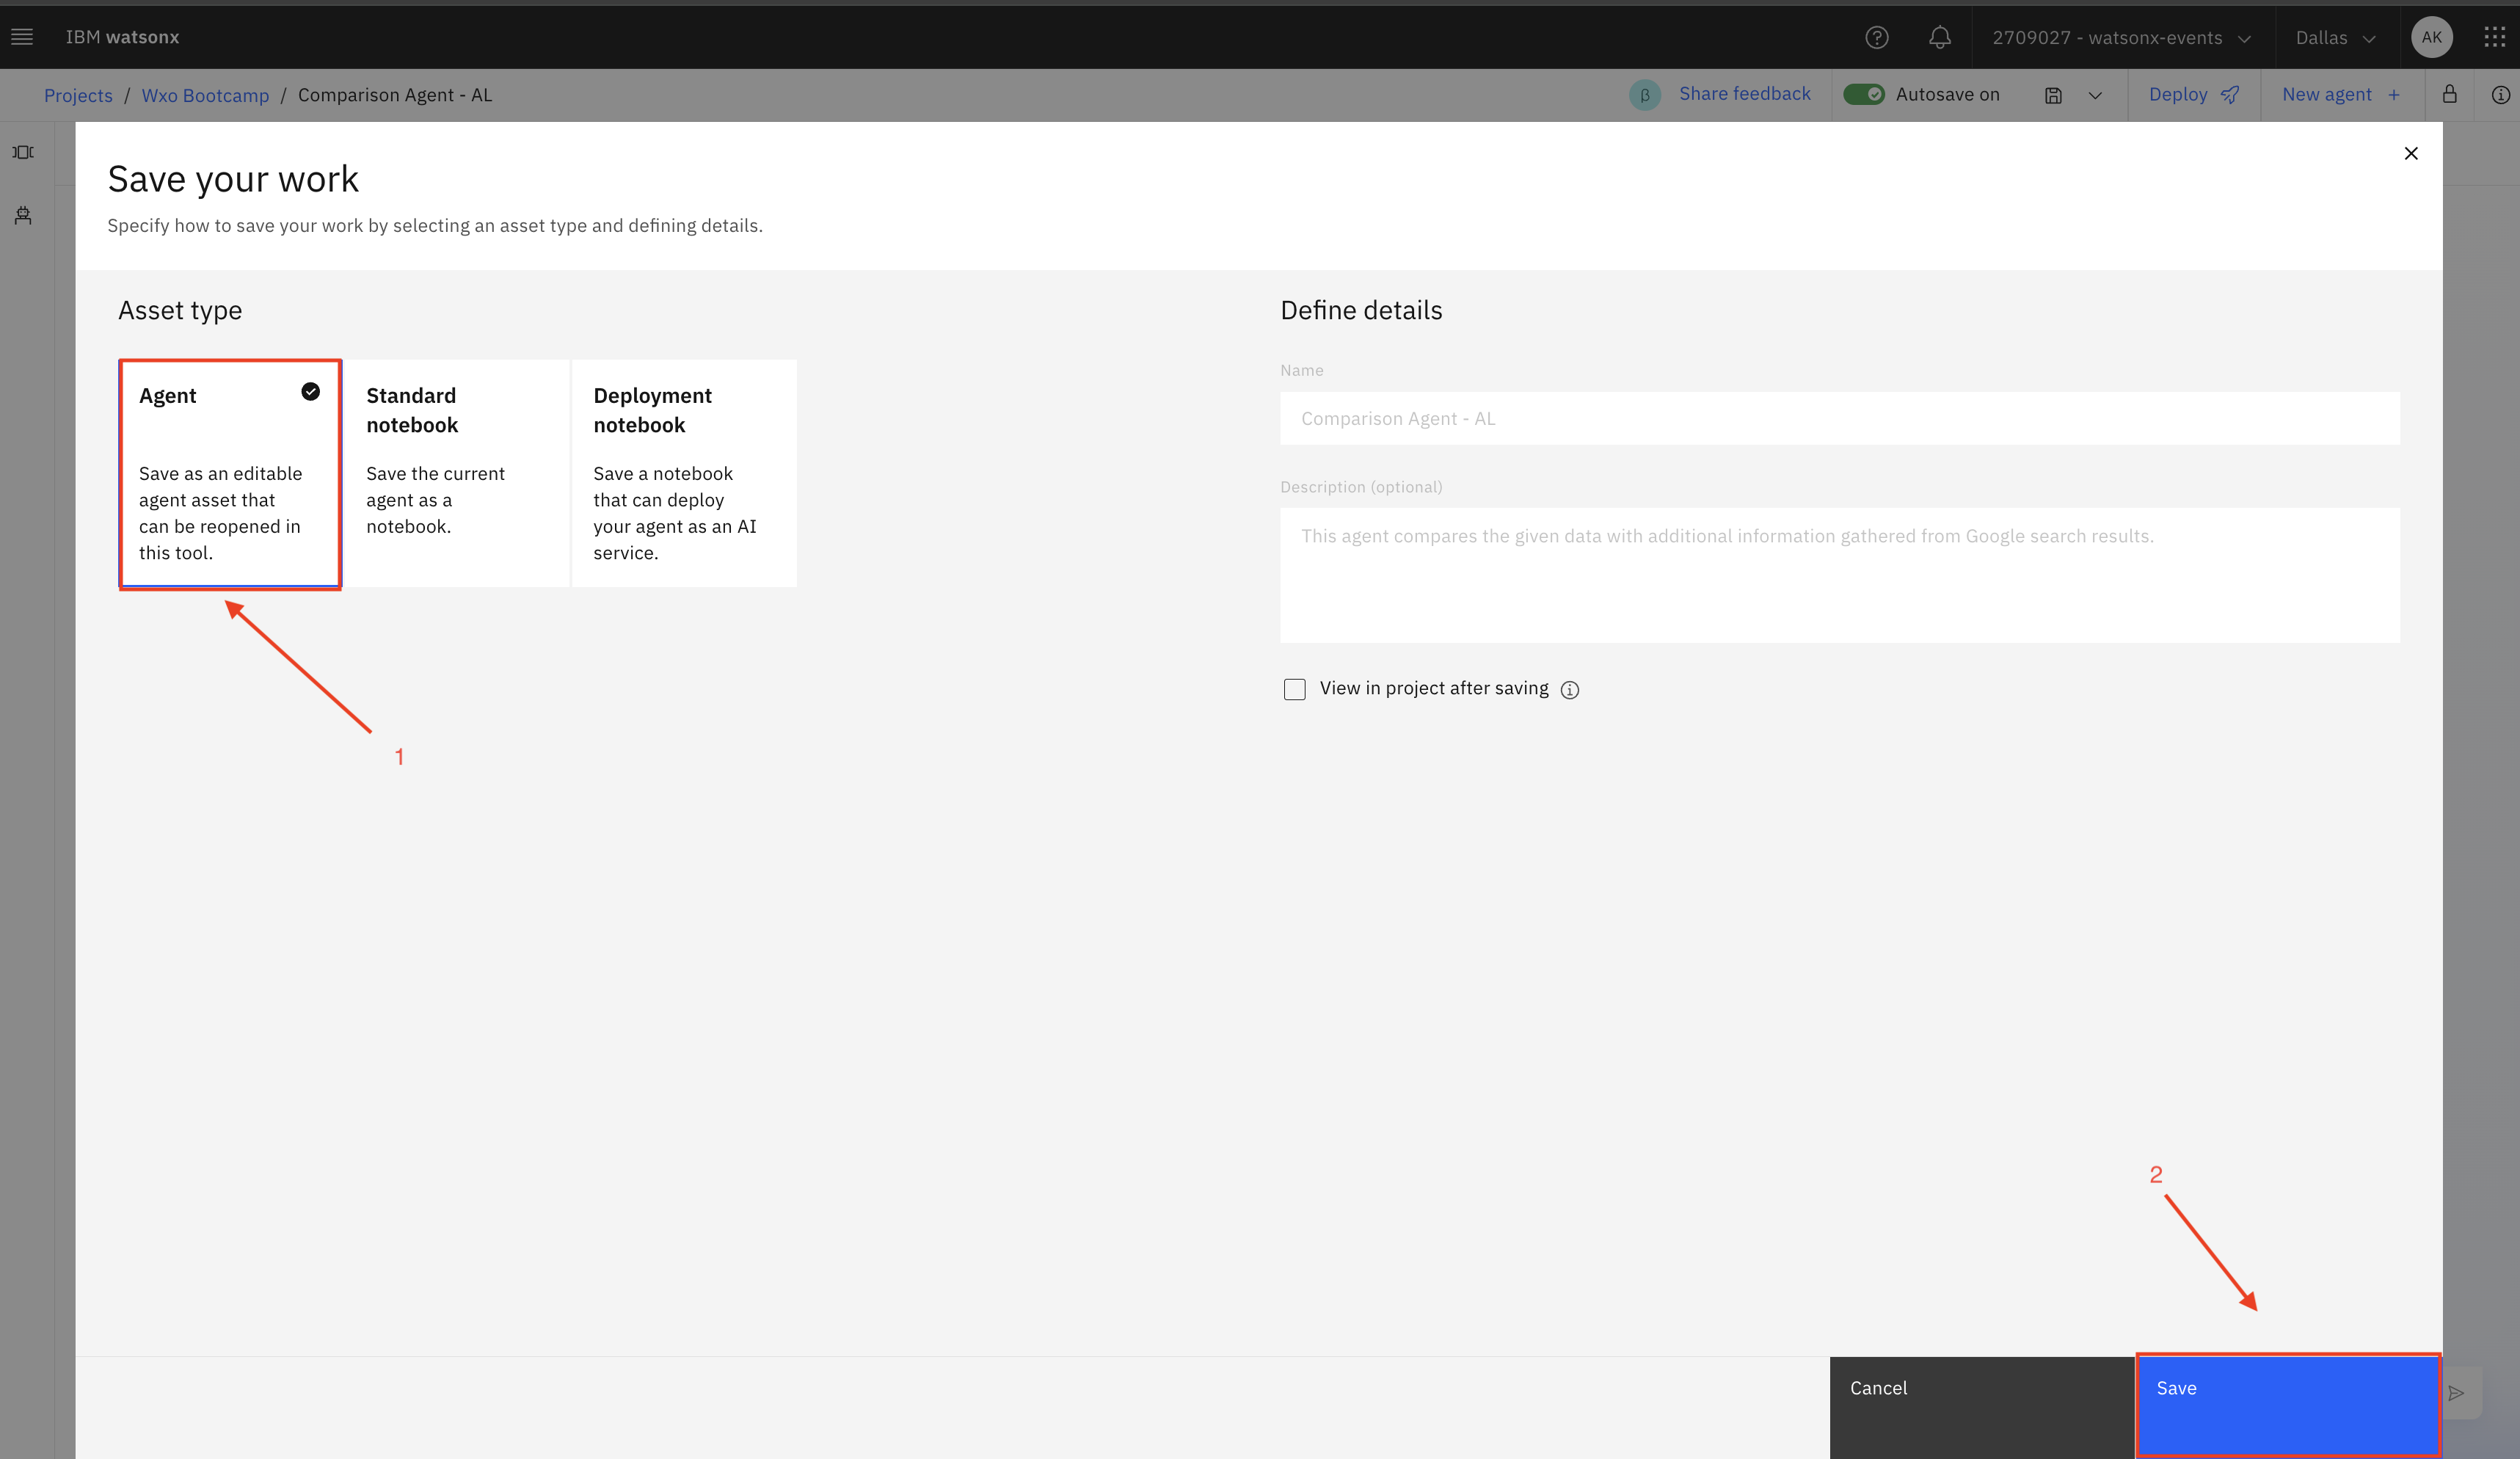 IBM watsonx
2709027 - watsonx-events
Dallas
AK
Projects / Wxo Bootcamp / Comparison Agent - AL
β
Share feedback
Autosave on
Deploy
New agent +
Save your work
Specify how to save your work by selecting an asset type and defining details.
Asset type
Agent
Save as an editable
agent asset that
can be reopened in
this tool.
Standard
notebook
Save the current
agent as a
notebook.
Deployment
notebook
Save a notebook
that can deploy
your agent as an AI
service.
1
Define details
Name
Comparison Agent - AL
Description (optional)
This agent compares the given data with additional information gathered from Google search results.
View in project after saving
2
Cancel
Save